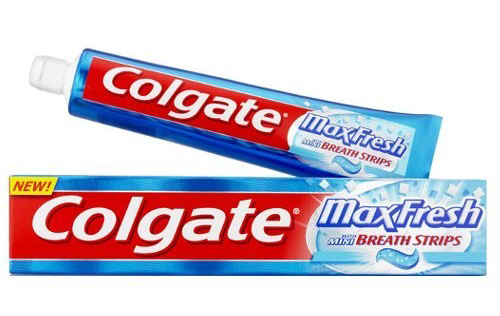 Colgate®
MaxFresh
WITH MINI BREATH STRIPS
NEW!
Colgate®
MaxFresh
WITH MINI BREATH STRIPS